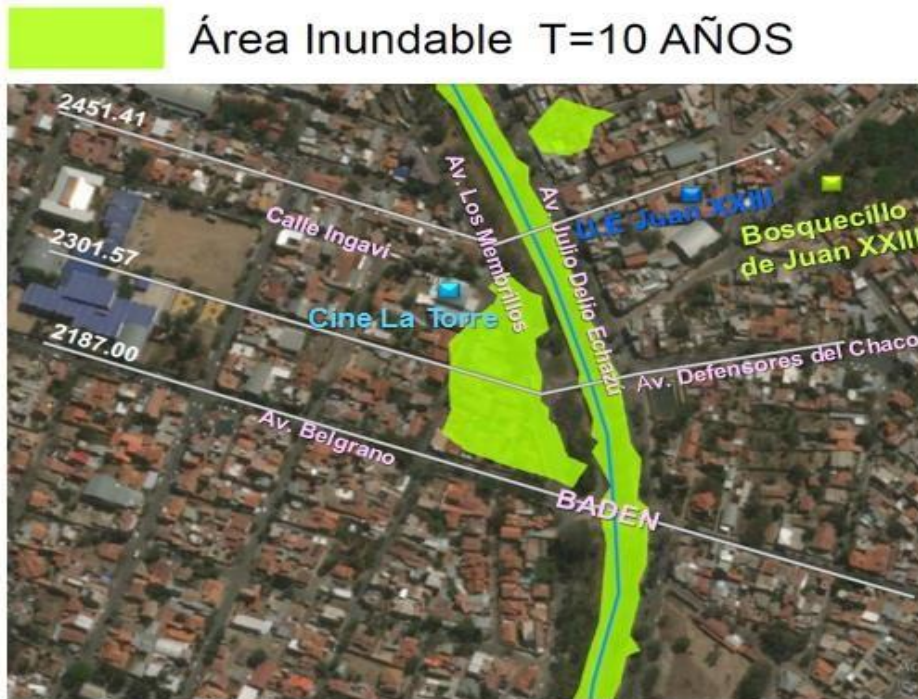 Área Inundable T=10 AÑOS
2451.41
Av. Los Membrillos
Av. Julio Delio Echazú
U.E Juan XXIII
Calle Ingavi
Bosquecillo
de Juan XXIII
2301.57
Cine La Torre
2187.00
Av. Defensores del Chaco
Av. Belgrano
BADEN